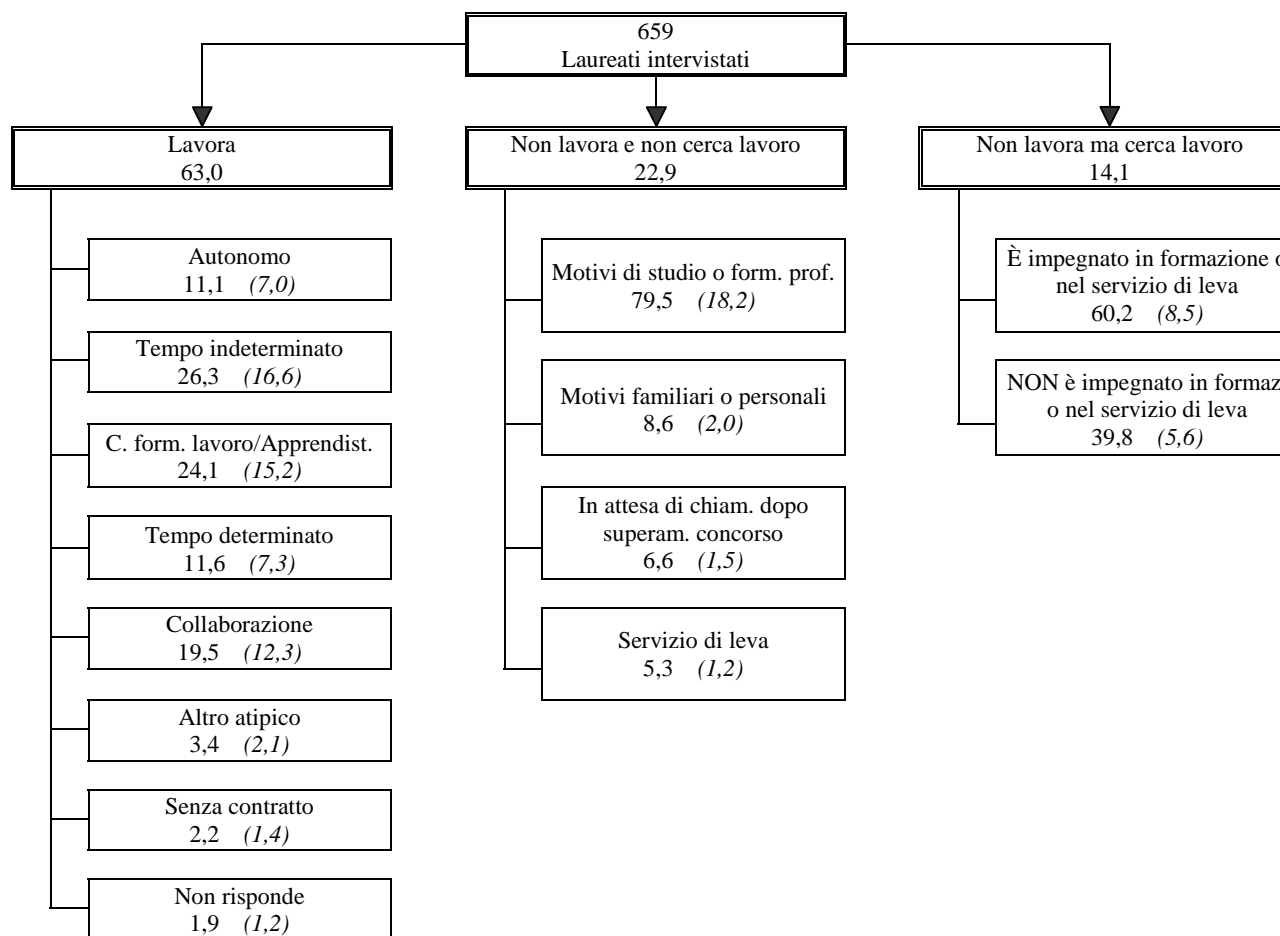 659
Laureati intervistati
Lavora
63,0
Autonomo
11,1 (7,0)
Tempo indeterminato
26,3 (16,6)
C. form. lavoro/Apprendist.
24,1 (15,2)
Tempo determinato
11,6 (7,3)
Collaborazione
19,5 (12,3)
Altro atipico
3,4 (2,1)
Senza contratto
2,2 (1,4)
Non risponde
1,9 (1,2)
Non lavora e non cerca lavoro
22,9
Motivi di studio o form. prof.
79,5 (18,2)
Motivi familiari o personali
8,6 (2,0)
In attesa di chiam. dopo
superam. concorso
6,6 (1,5)
Servizio di leva
5,3 (1,2)
Non lavora ma cerca lavoro
14,1
È impegnato in formazione o
nel servizio di leva
60,2 (8,5)
NON è impegnato in formaz
o nel servizio di leva
39,8 (5,6)